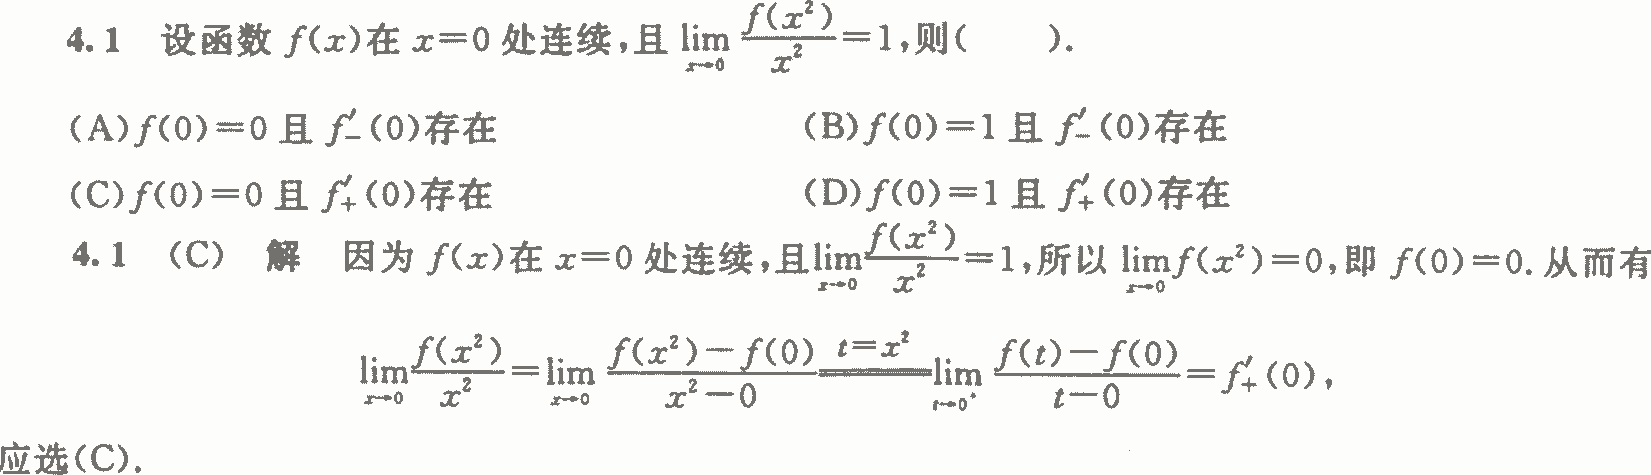 4.1 设函数 f(x)在 x=0 处连续,且 lim_{x→0} f(x²)/x² =1,则(　　).
(A)f(0)=0 且 f′₋(0)存在　(B)f(0)=1 且 f′₋(0)存在
(C)f(0)=0 且 f′₊(0)存在　(D)f(0)=1 且 f′₊(0)存在
4.1 (C) 解 因为 f(x)在 x=0 处连续,且 lim_{x→0} f(x²)/x² =1,所以 lim_{x→0} f(x²)=0,即 f(0)=0. 从而有
lim_{x→0} f(x²)/x² = lim_{x→0} (f(x²)-f(0))/(x²-0) \xlongequal{t=x²} lim_{t→0⁺} (f(t)-f(0))/(t-0) = f′₊(0),
应选(C).